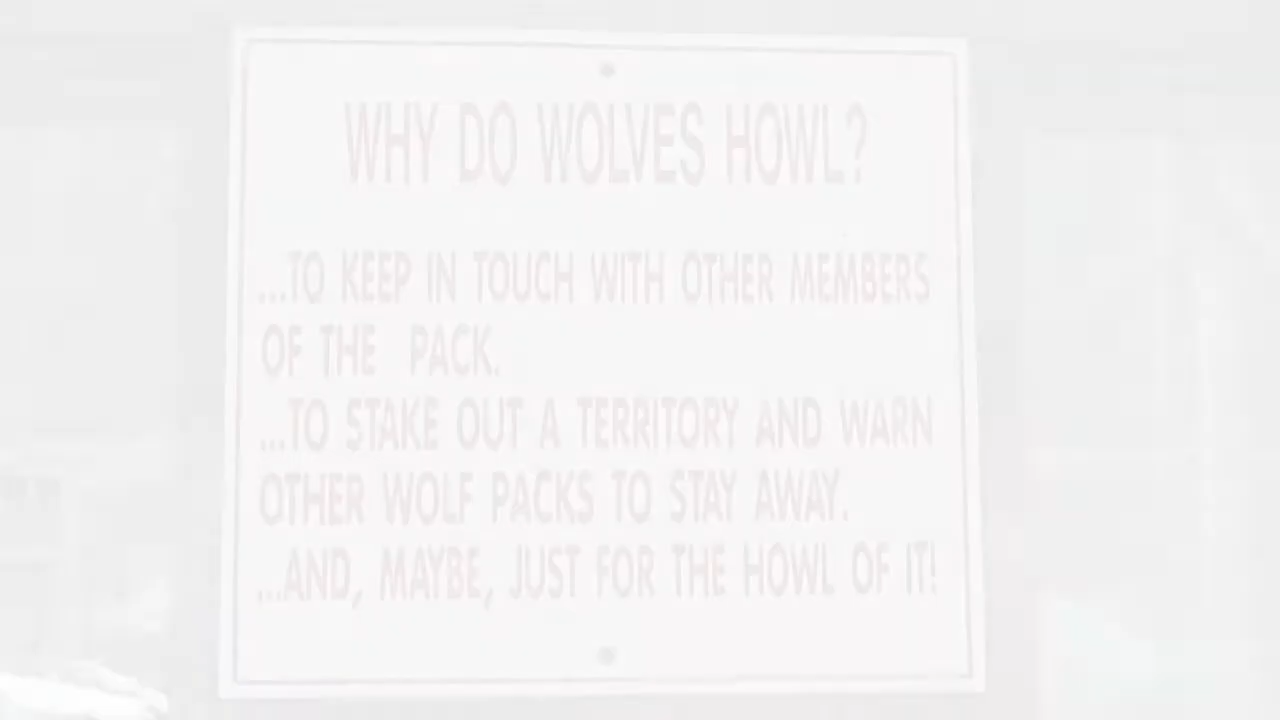 WHY DO WOLVES HOWL?
...TO KEEP IN TOUCH WITH OTHER MEMBERS
OF THE PACK.
...TO STAKE OUT A TERRITORY AND WARN
OTHER WOLF PACKS TO STAY AWAY.
...AND, MAYBE, JUST FOR THE HOWL OF IT!